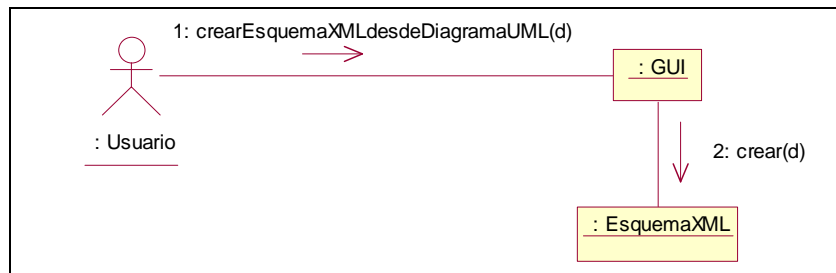 1: crearEsquemaXMLdesdeDiagramaUML(d)
: GUI
: Usuario
2: crear(d)
: EsquemaXML